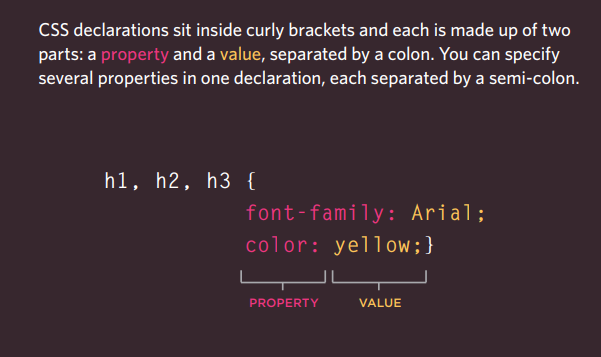 CSS declarations sit inside curly brackets and each is made up of two
parts: a property and a value, separated by a colon. You can specify
several properties in one declaration, each separated by a semi-colon.
h1, h2, h3 {
font-family: Arial;
color: yellow;}
PROPERTY VALUE